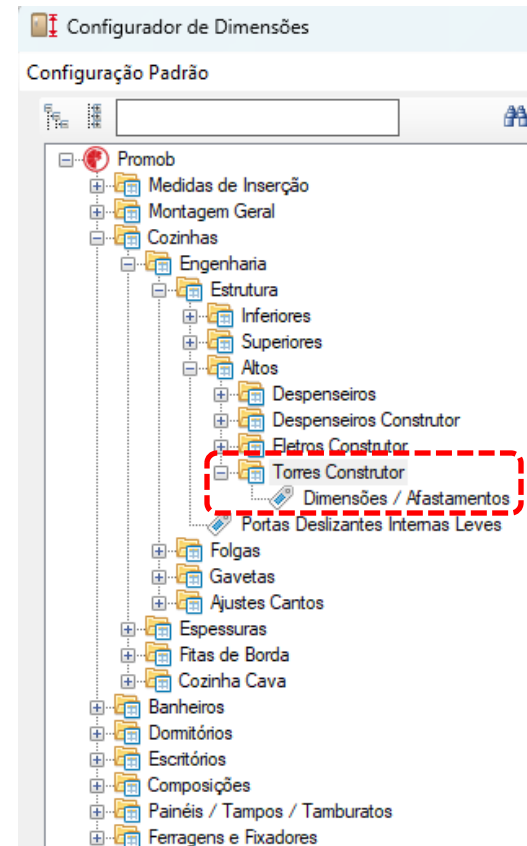 Configurador de Dimensões
Configuração Padrão
Promob
Medidas de Inserção
Montagem Geral
Cozinhas
Engenharia
Estrutura
Inferiores
Superiores
Altos
Despenseiros
Despenseiros Construtor
Eletros Construtor
Torres Construtor
Dimensões / Afastamentos
Portas Deslizantes Internas Leves
Folgas
Gavetas
Ajustes Cantos
Espessuras
Fitas de Borda
Cozinha Cava
Banheiros
Dormitórios
Escritórios
Composições
Painéis / Tampos / Tamburatos
Ferragens e Fixadores